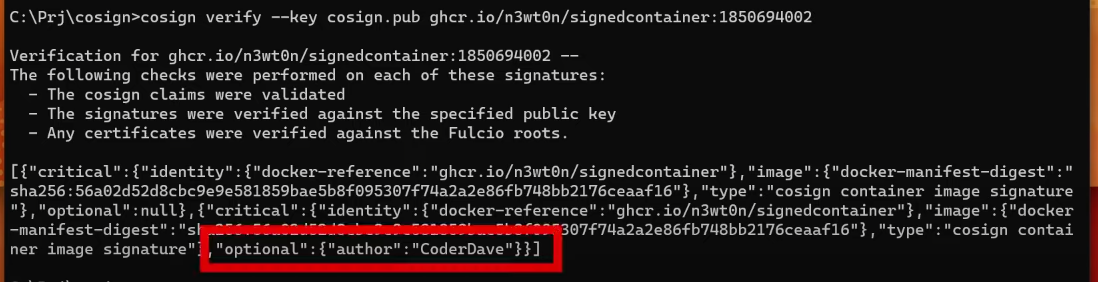 C:\Prj\cosign>cosign verify --key cosign.pub ghcr.io/n3wt0n/signedcontainer:1850694002
Verification for ghcr.io/n3wt0n/signedcontainer:1850694002 --
The following checks were performed on each of these signatures:
- The cosign claims were validated
- The signatures were verified against the specified public key
- Any certificates were verified against the Fulcio roots.
[{"critical":{"identity":{"docker-reference":"ghcr.io/n3wt0n/signedcontainer"},"image":{"docker-manifest-digest":"
sha256:56a02d52d8cbc9e9e581859bae5b8f095307f74a2a2e86fb748bb2176ceaaf16"},"type":"cosign container image signature
"},"optional":null},{"critical":{"identity":{"docker-reference":"ghcr.io/n3wt0n/signedcontainer"},"image":{"docker
-manifest-digest":"
"},"type":"cosign contai
ner image signature"},"optional":{"author":"CoderDave"}}]